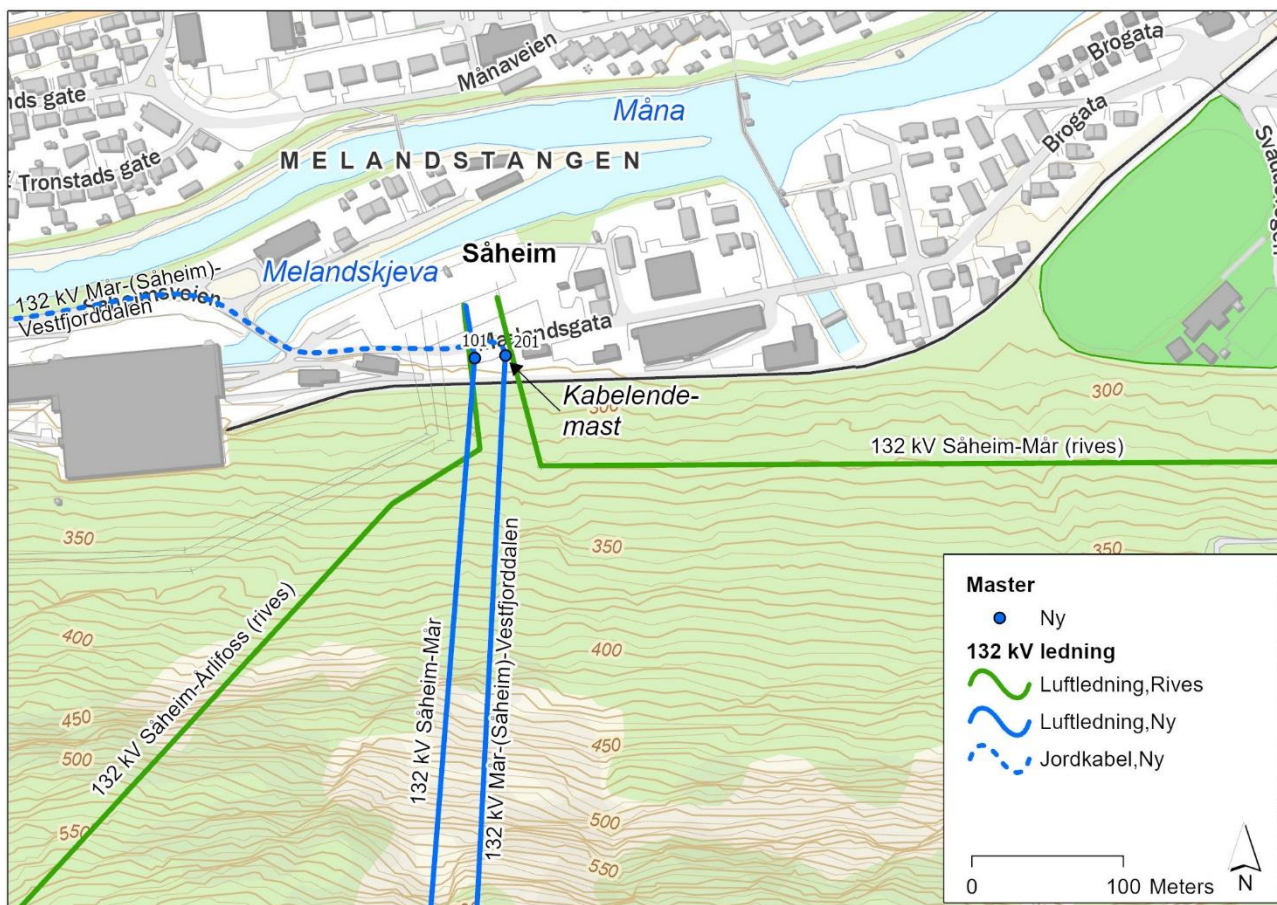 Brogata
Månaveien
nds gate
Måna
Brogata
MELANDSTANGEN
Tronstads gate
Såheim
Melandskjeva
132 kV Mår-(Såheim)-
Vestfjorddalen
101
201
Kabelende-
mast
300
300
132 kV Såheim-Mår (rives)
350
350
350
400
400
450
450
500
500
550
550
132 kV Såheim-Årlifoss (rives)
132 kV Såheim-Mår
132 kV Mår-(Såheim)-Vestfjorddalen
Master
Ny
132 kV ledning
Luftledning,Rives
Luftledning,Ny
Jordkabel,Ny
0
100 Meters
N